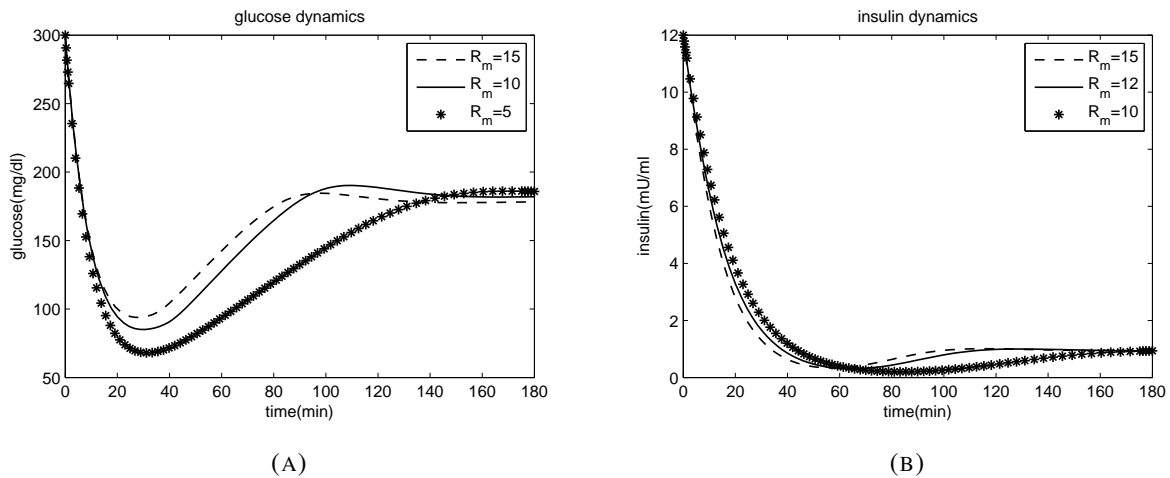 glucose dynamics
300
250
200
150
100
50
glucose(mg/dl)
0 20 40 60 80 100 120 140 160 180
time(min)
R_m=15
R_m=10
R_m=5
(A)
insulin dynamics
12
10
8
6
4
2
0
insulin(mU/ml)
0 20 40 60 80 100 120 140 160 180
time(min)
R_m=15
R_m=12
R_m=10
(B)